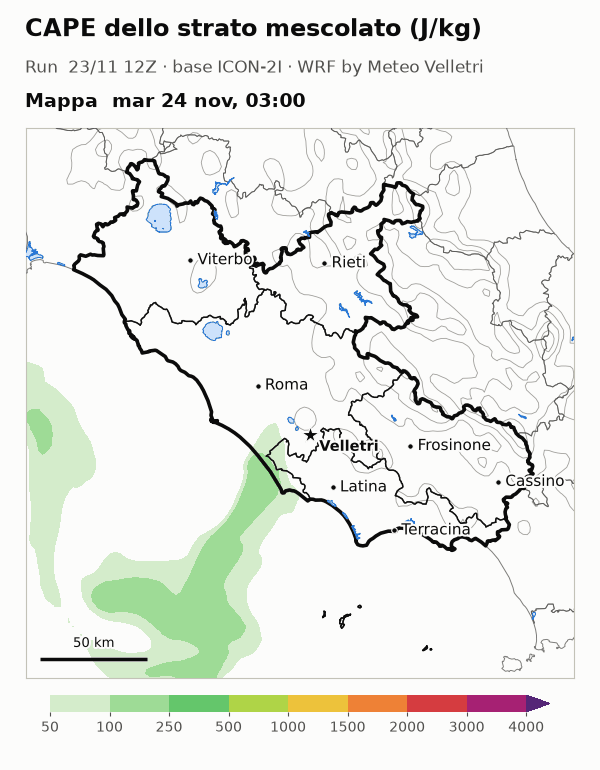 CAPE dello strato mescolato (J/kg)
Run  23/11 12Z · base ICON-2I · WRF by Meteo Velletri
Mappa  mar 24 nov, 03:00
Viterbo
Rieti
Roma
Velletri
Frosinone
Cassino
Latina
Terracina
50 km
50 100 250 500 1000 1500 2000 3000 4000